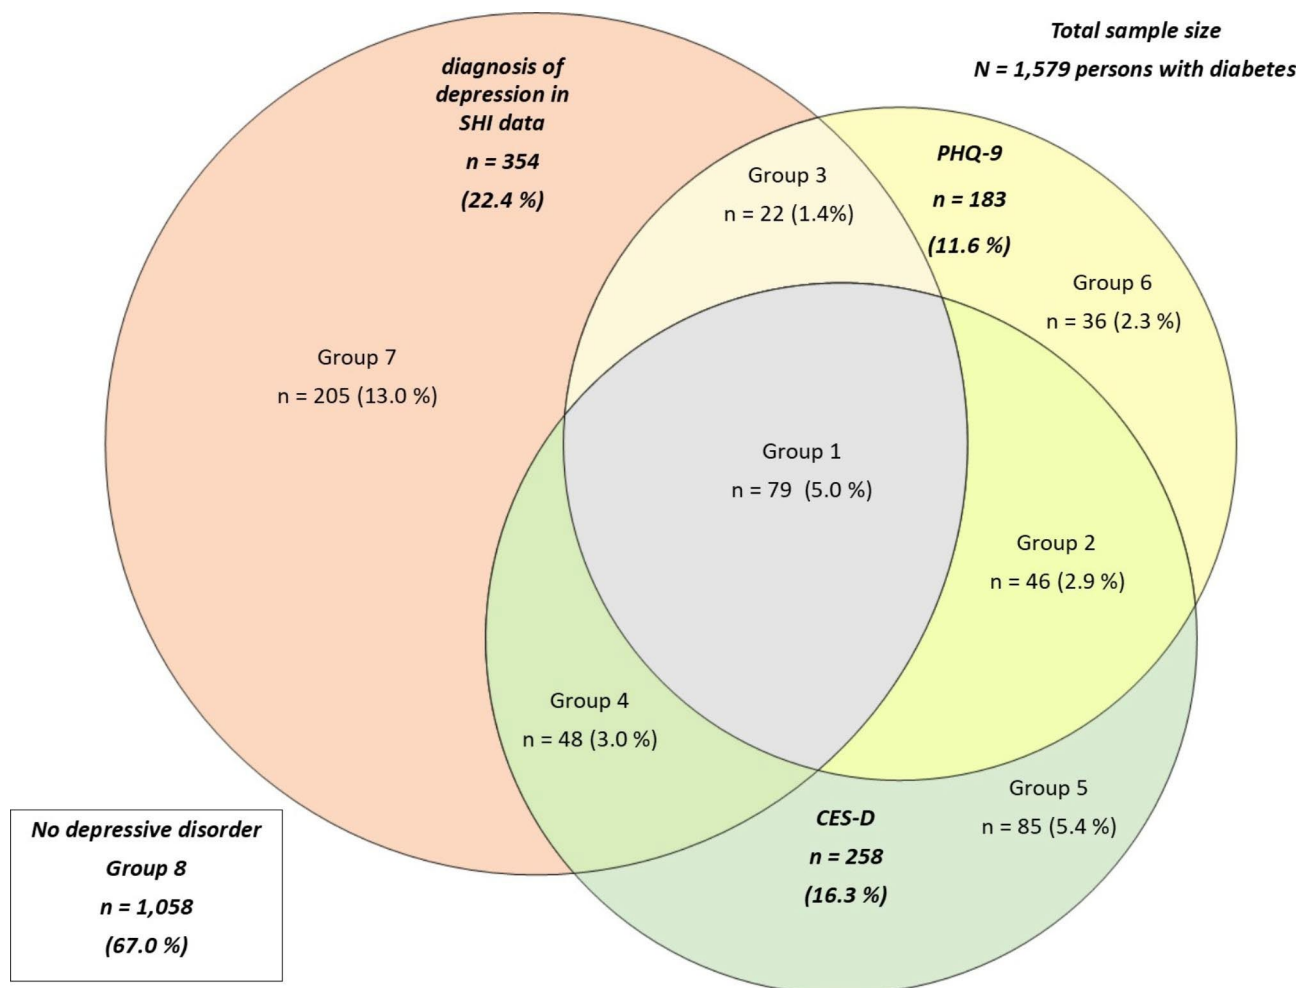 Total sample size
N = 1,579 persons with diabetes
diagnosis of
depression in
SHI data
n = 354
(22.4 %)
PHQ-9
n = 183
(11.6 %)
Group 3
n = 22 (1.4%)
Group 6
n = 36 (2.3 %)
Group 7
n = 205 (13.0 %)
Group 1
n = 79  (5.0 %)
Group 2
n = 46 (2.9 %)
Group 4
n = 48 (3.0 %)
Group 5
n = 85 (5.4 %)
CES-D
n = 258
(16.3 %)
No depressive disorder
Group 8
n = 1,058
(67.0 %)